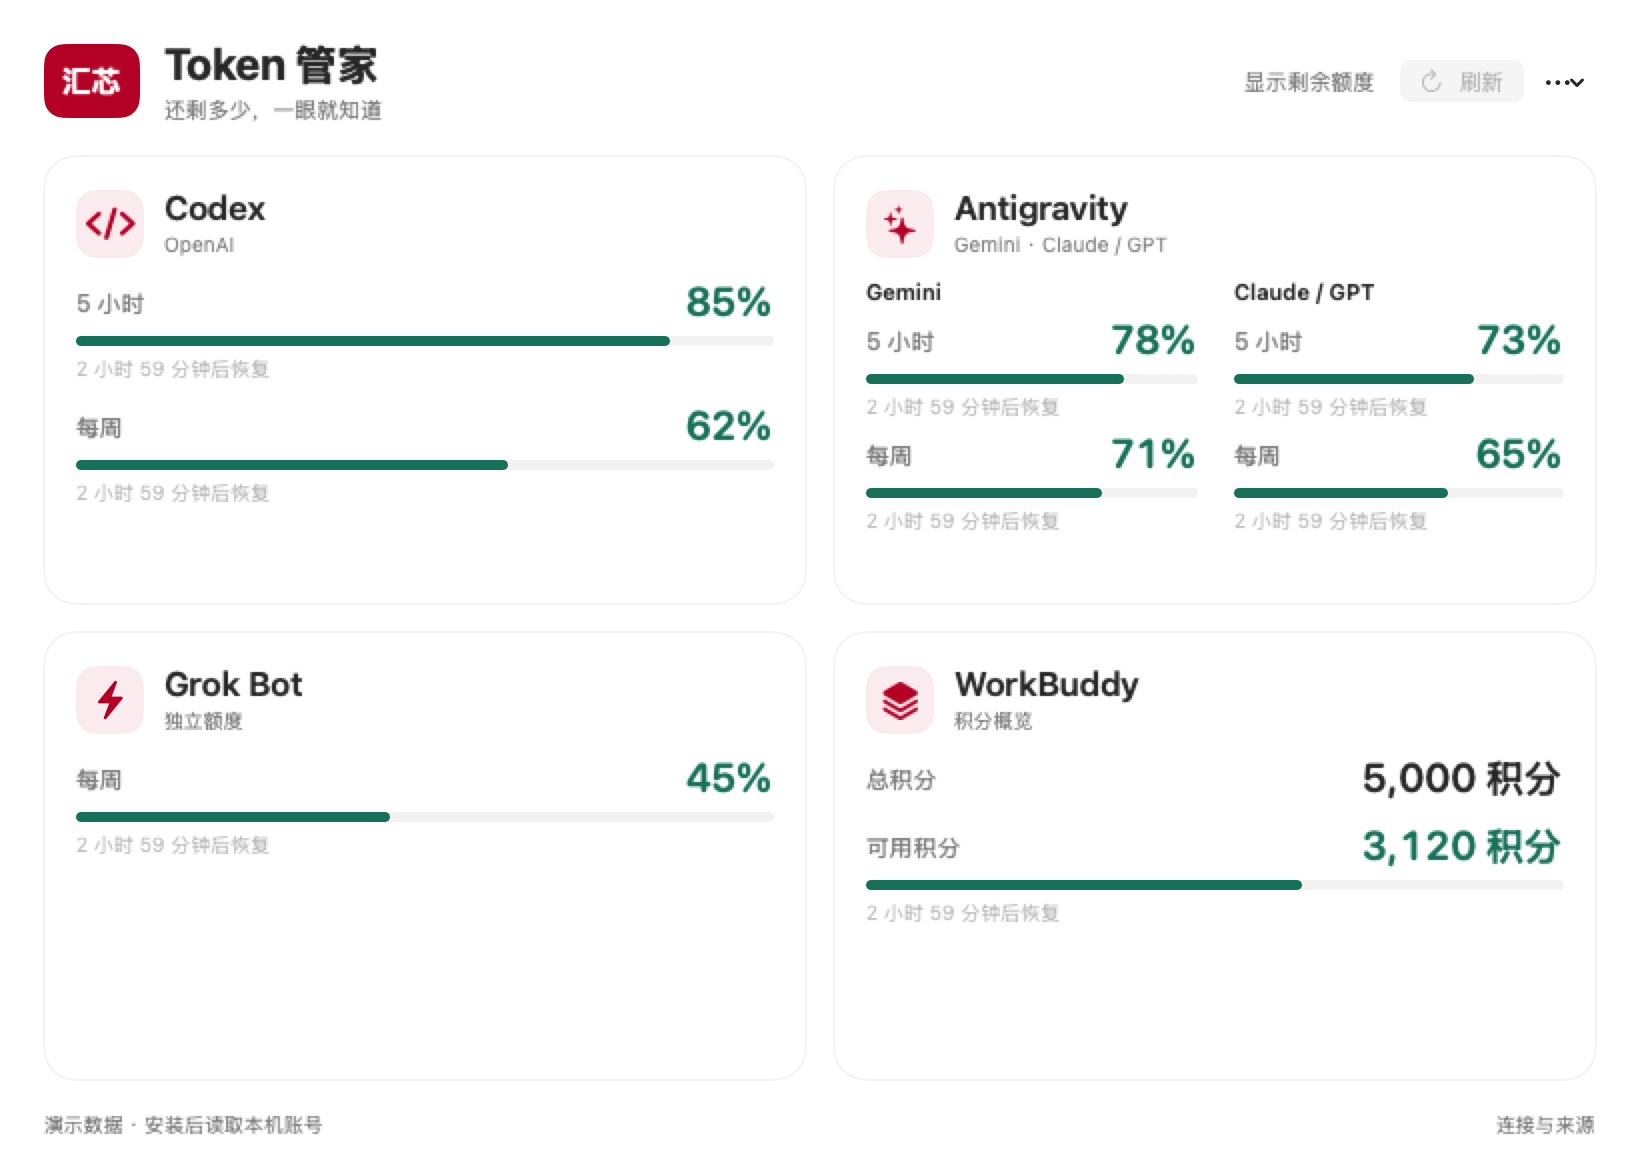 汇芯
Token 管家
还剩多少，一眼就知道
显示剩余额度
刷新
Codex
OpenAI
5 小时
85%
2 小时 59 分钟后恢复
每周
62%
2 小时 59 分钟后恢复
Antigravity
Gemini · Claude / GPT
Gemini
5 小时
78%
2 小时 59 分钟后恢复
每周
71%
2 小时 59 分钟后恢复
Claude / GPT
5 小时
73%
2 小时 59 分钟后恢复
每周
65%
2 小时 59 分钟后恢复
Grok Bot
独立额度
每周
45%
2 小时 59 分钟后恢复
WorkBuddy
积分概览
总积分
5,000 积分
可用积分
3,120 积分
2 小时 59 分钟后恢复
演示数据 · 安装后读取本机账号
连接与来源